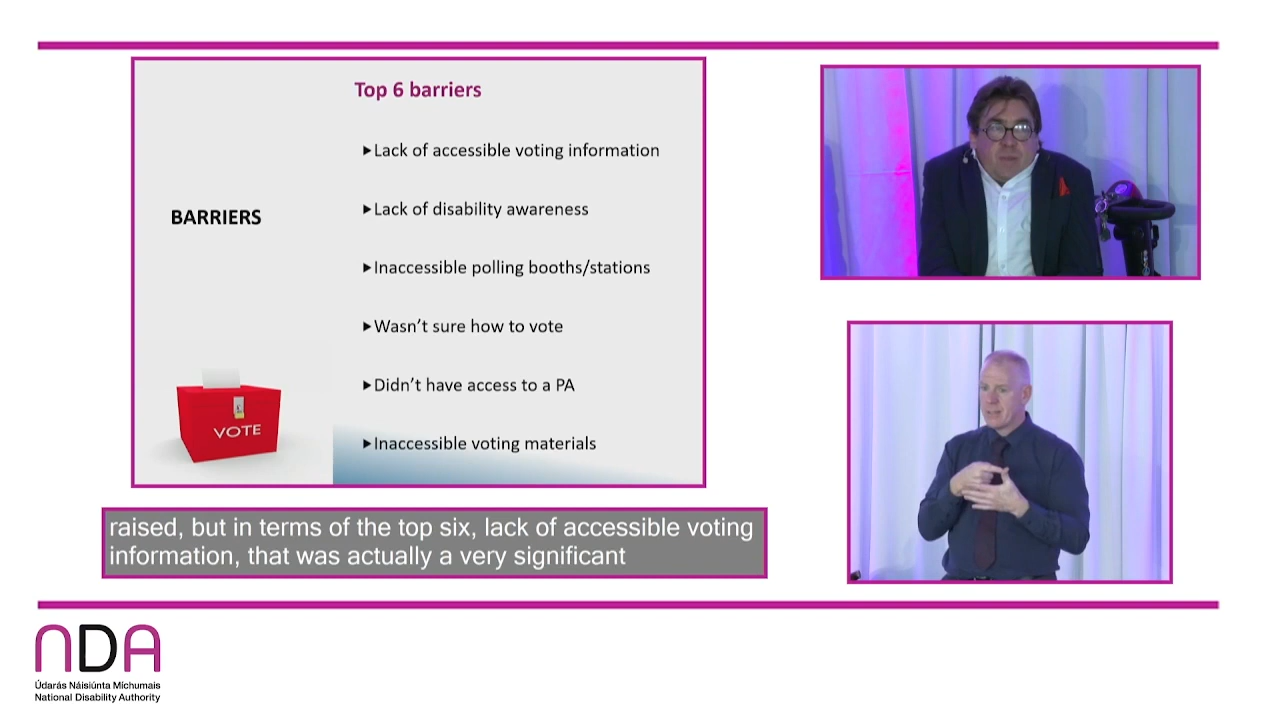 Top 6 barriers
Lack of accessible voting information
Lack of disability awareness
BARRIERS
Inaccessible polling booths/stations
Wasn't sure how to vote
Didn't have access to a PA
VOTE
Inaccessible voting materials
raised, but in terms of the top six, lack of accessible voting
information, that was actually a very significant
NDA
Údarás Náisiúnta Míchumais
National Disability Authority